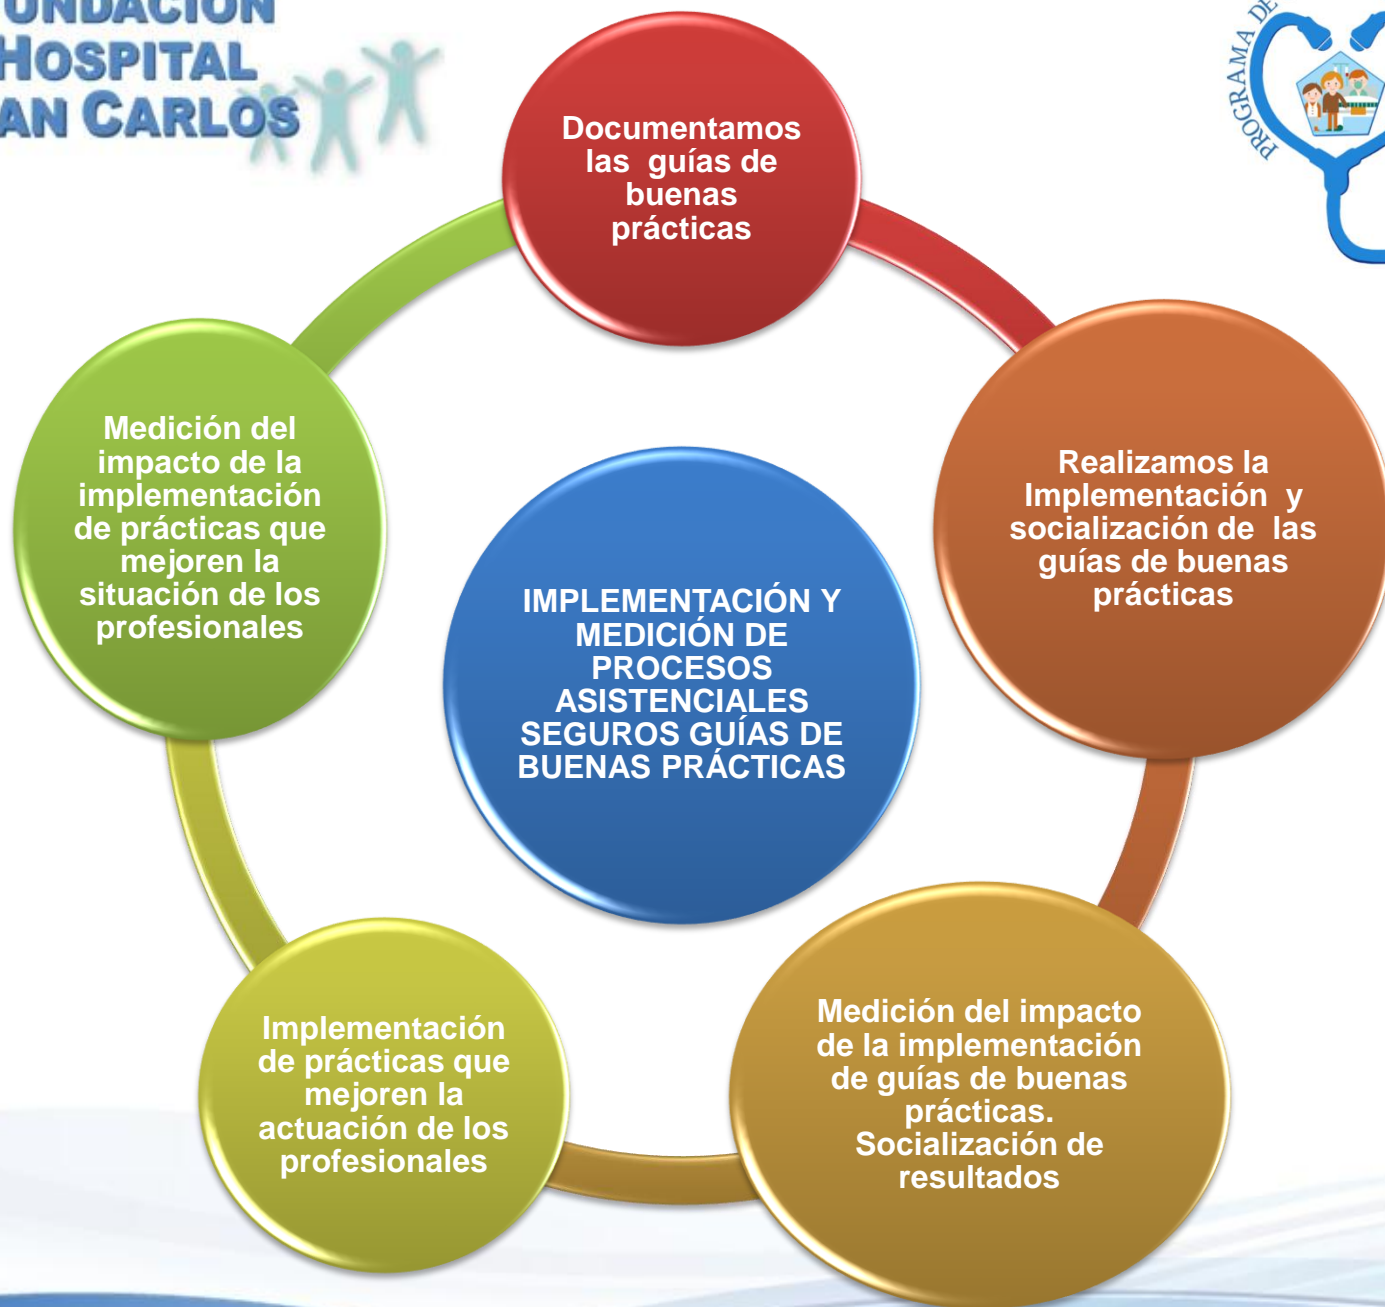 HOSPITAL
CARLOS
PROGRAMA DE
Documentamos
las guías de
buenas
prácticas
Realizamos la
Implementación y
socialización de las
guías de buenas
prácticas
Medición del
impacto de la
implementación
de prácticas que
mejoren la
situación de los
profesionales
IMPLEMENTACIÓN Y
MEDICIÓN DE
PROCESOS
ASISTENCIALES
SEGUROS GUÍAS DE
BUENAS PRÁCTICAS
Medición del impacto
de la implementación
de guías de buenas
prácticas.
Socialización de
resultados
Implementación
de prácticas que
mejoren la
actuación de los
profesionales